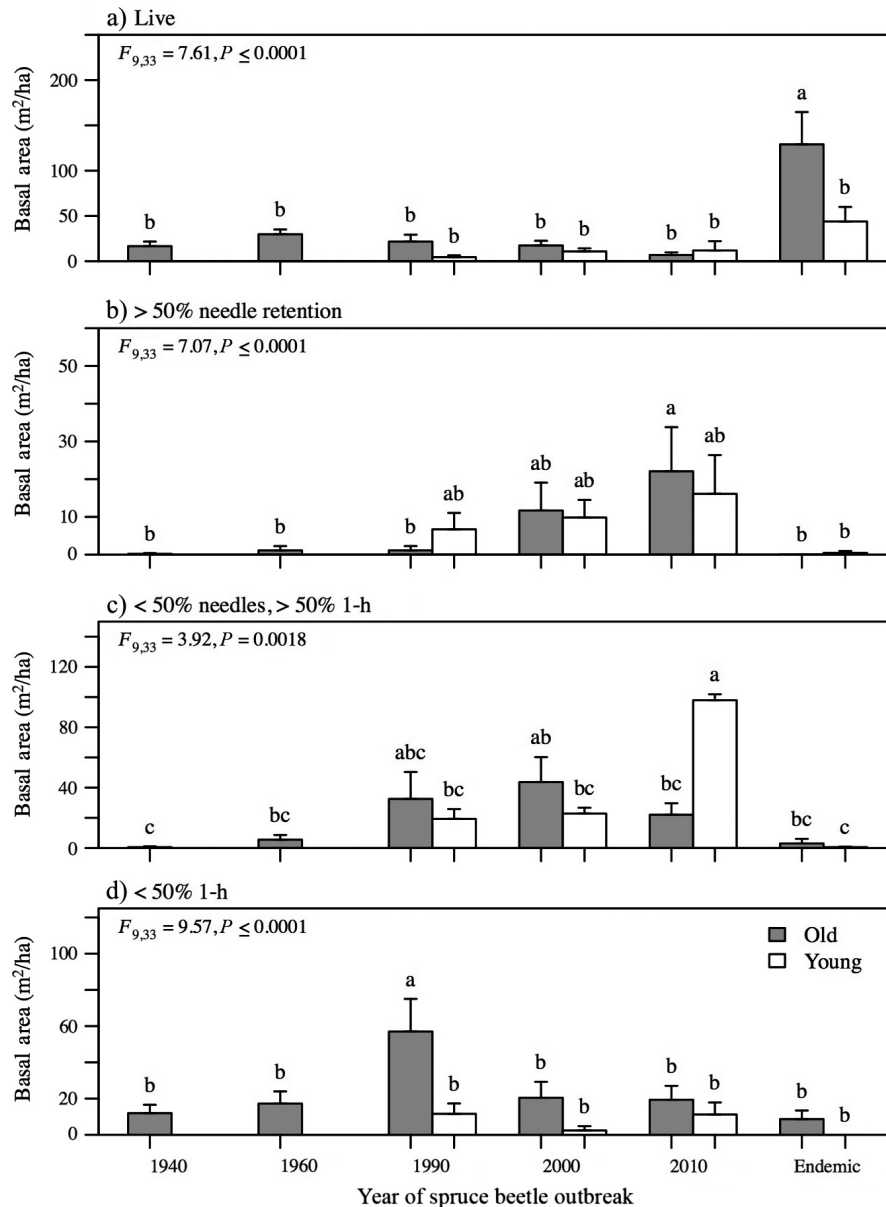 a) Live
F9,33 = 7.61, P ≤ 0.0001
Basal area (m²/ha)
200
100
50
0
b b b b b b b b a b
b) > 50% needle retention
F9,33 = 7.07, P ≤ 0.0001
Basal area (m²/ha)
50
30
10
0
b b b ab ab ab a ab b b
c) < 50% needles, > 50% 1-h
F9,33 = 3.92, P = 0.0018
Basal area (m²/ha)
120
80
40
0
c bc abc bc ab bc bc a bc c
d) < 50% 1-h
F9,33 = 9.57, P ≤ 0.0001
Basal area (m²/ha)
100
60
20
0
b b a b b b b b b b
Old
Young
1940 1960 1990 2000 2010 Endemic
Year of spruce beetle outbreak